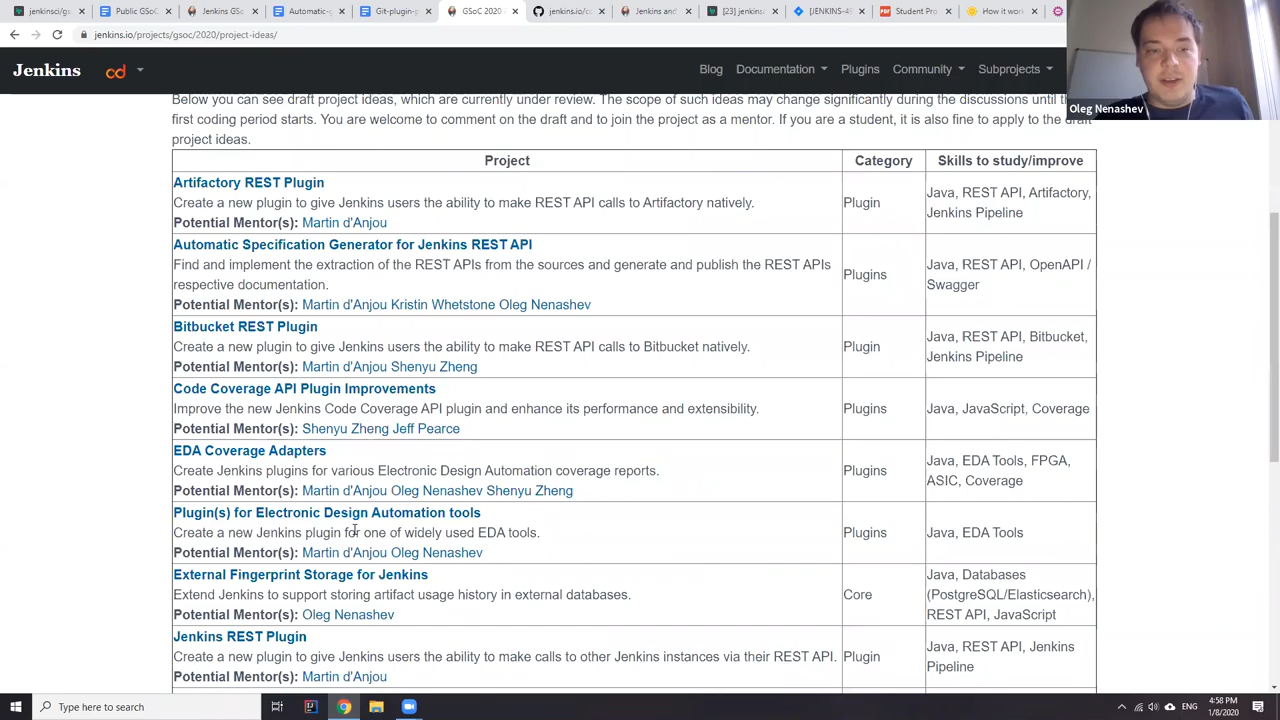 jenkinsci/g
Public GSoC
Jenkins GSo
Automatic-g
Git-plugin-p
GSoC 2020
jenkins.io/co
Jenkins and
[23] jenkins
[JENKINS-4
Student Pro
How it work
jenkins.io/projects/gsoc/2020/project-ideas/
Jenkins
cd
Blog
Documentation
Plugins
Community
Subprojects
Oleg Nenashev
Below you can see draft project ideas, which are currently under review. The scope of such ideas may change significantly during the discussions until t
first coding period starts. You are welcome to comment on the draft and to join the project as a mentor. If you are a student, it is also fine to apply to the draft
project ideas.
Project
Category
Skills to study/improve
Artifactory REST Plugin
Create a new plugin to give Jenkins users the ability to make REST API calls to Artifactory natively.
Potential Mentor(s): Martin d'Anjou
Plugin
Java, REST API, Artifactory,
Jenkins Pipeline
Automatic Specification Generator for Jenkins REST API
Find and implement the extraction of the REST APIs from the sources and generate and publish the REST APIs
respective documentation.
Potential Mentor(s): Martin d'Anjou Kristin Whetstone Oleg Nenashev
Plugins
Java, REST API, OpenAPI /
Swagger
Bitbucket REST Plugin
Create a new plugin to give Jenkins users the ability to make REST API calls to Bitbucket natively.
Potential Mentor(s): Martin d'Anjou Shenyu Zheng
Plugin
Java, REST API, Bitbucket,
Jenkins Pipeline
Code Coverage API Plugin Improvements
Improve the new Jenkins Code Coverage API plugin and enhance its performance and extensibility.
Potential Mentor(s): Shenyu Zheng Jeff Pearce
Plugins
Java, JavaScript, Coverage
EDA Coverage Adapters
Create Jenkins plugins for various Electronic Design Automation coverage reports.
Potential Mentor(s): Martin d'Anjou Oleg Nenashev Shenyu Zheng
Plugins
Java, EDA Tools, FPGA,
ASIC, Coverage
Plugin(s) for Electronic Design Automation tools
Create a new Jenkins plugin for one of widely used EDA tools.
Potential Mentor(s): Martin d'Anjou Oleg Nenashev
Plugins
Java, EDA Tools
External Fingerprint Storage for Jenkins
Extend Jenkins to support storing artifact usage history in external databases.
Potential Mentor(s): Oleg Nenashev
Core
Java, Databases
(PostgreSQL/Elasticsearch),
REST API, JavaScript
Jenkins REST Plugin
Create a new plugin to give Jenkins users the ability to make calls to other Jenkins instances via their REST API.
Potential Mentor(s): Martin d'Anjou
Plugin
Java, REST API, Jenkins
Pipeline
Type here to search
ENG
4:58 PM
1/8/2020